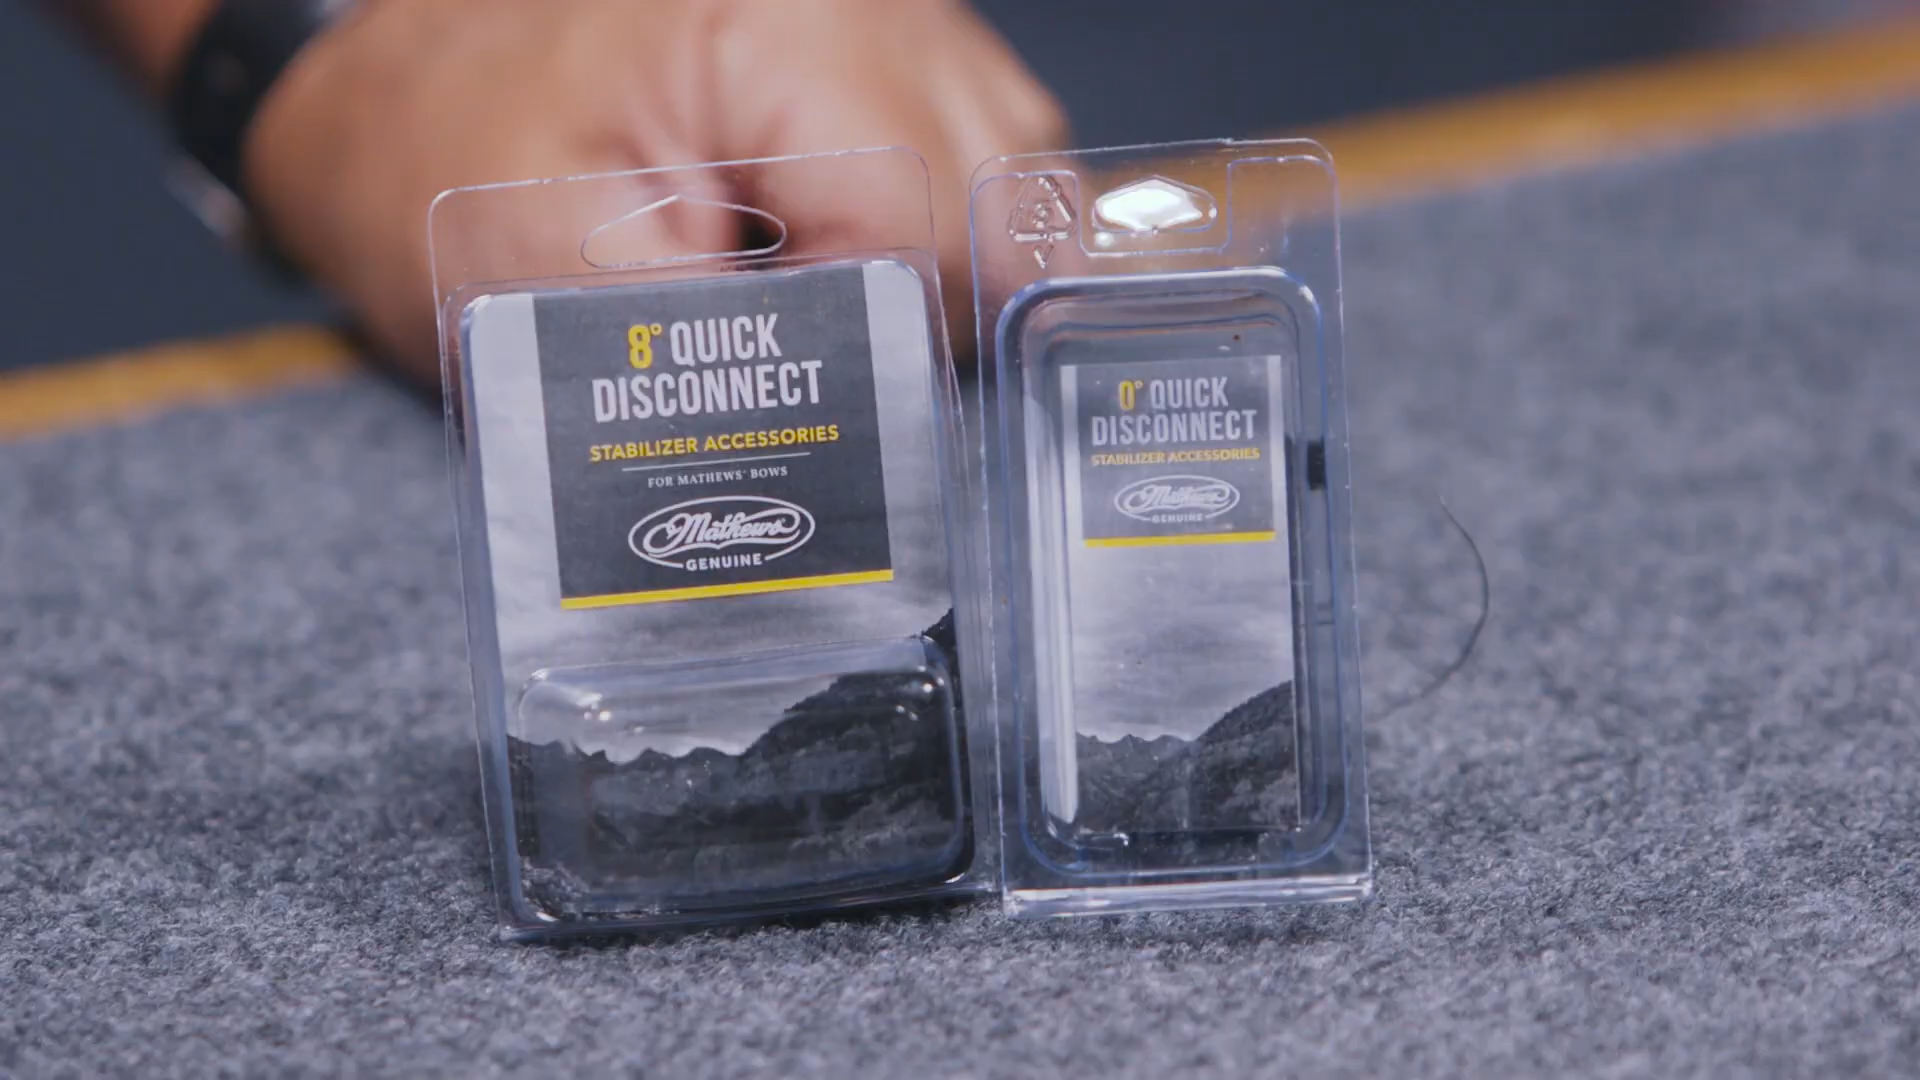 8° QUICK
DISCONNECT
STABILIZER ACCESSORIES
FOR MATHEWS® BOWS
Mathews
GENUINE
0° QUICK
DISCONNECT
STABILIZER ACCESSORIES
Mathews
GENUINE